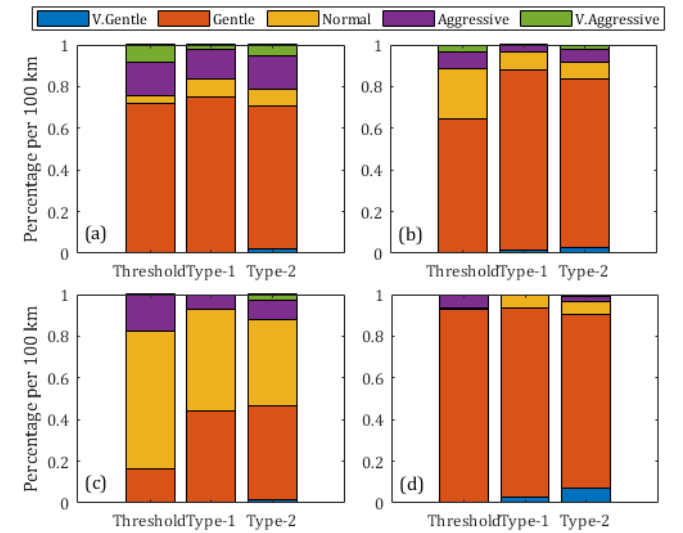 V.Gentle Gentle Normal Aggressive V.Aggressive
Percentage per 100 km
1
0.8
0.6
0.4
0.2
0
(a)
Threshold Type-1 Type-2
1
0.8
0.6
0.4
0.2
0
(b)
Threshold Type-1 Type-2
Percentage per 100 km
1
0.8
0.6
0.4
0.2
0
(c)
Threshold Type-1 Type-2
1
0.8
0.6
0.4
0.2
0
(d)
Threshold Type-1 Type-2